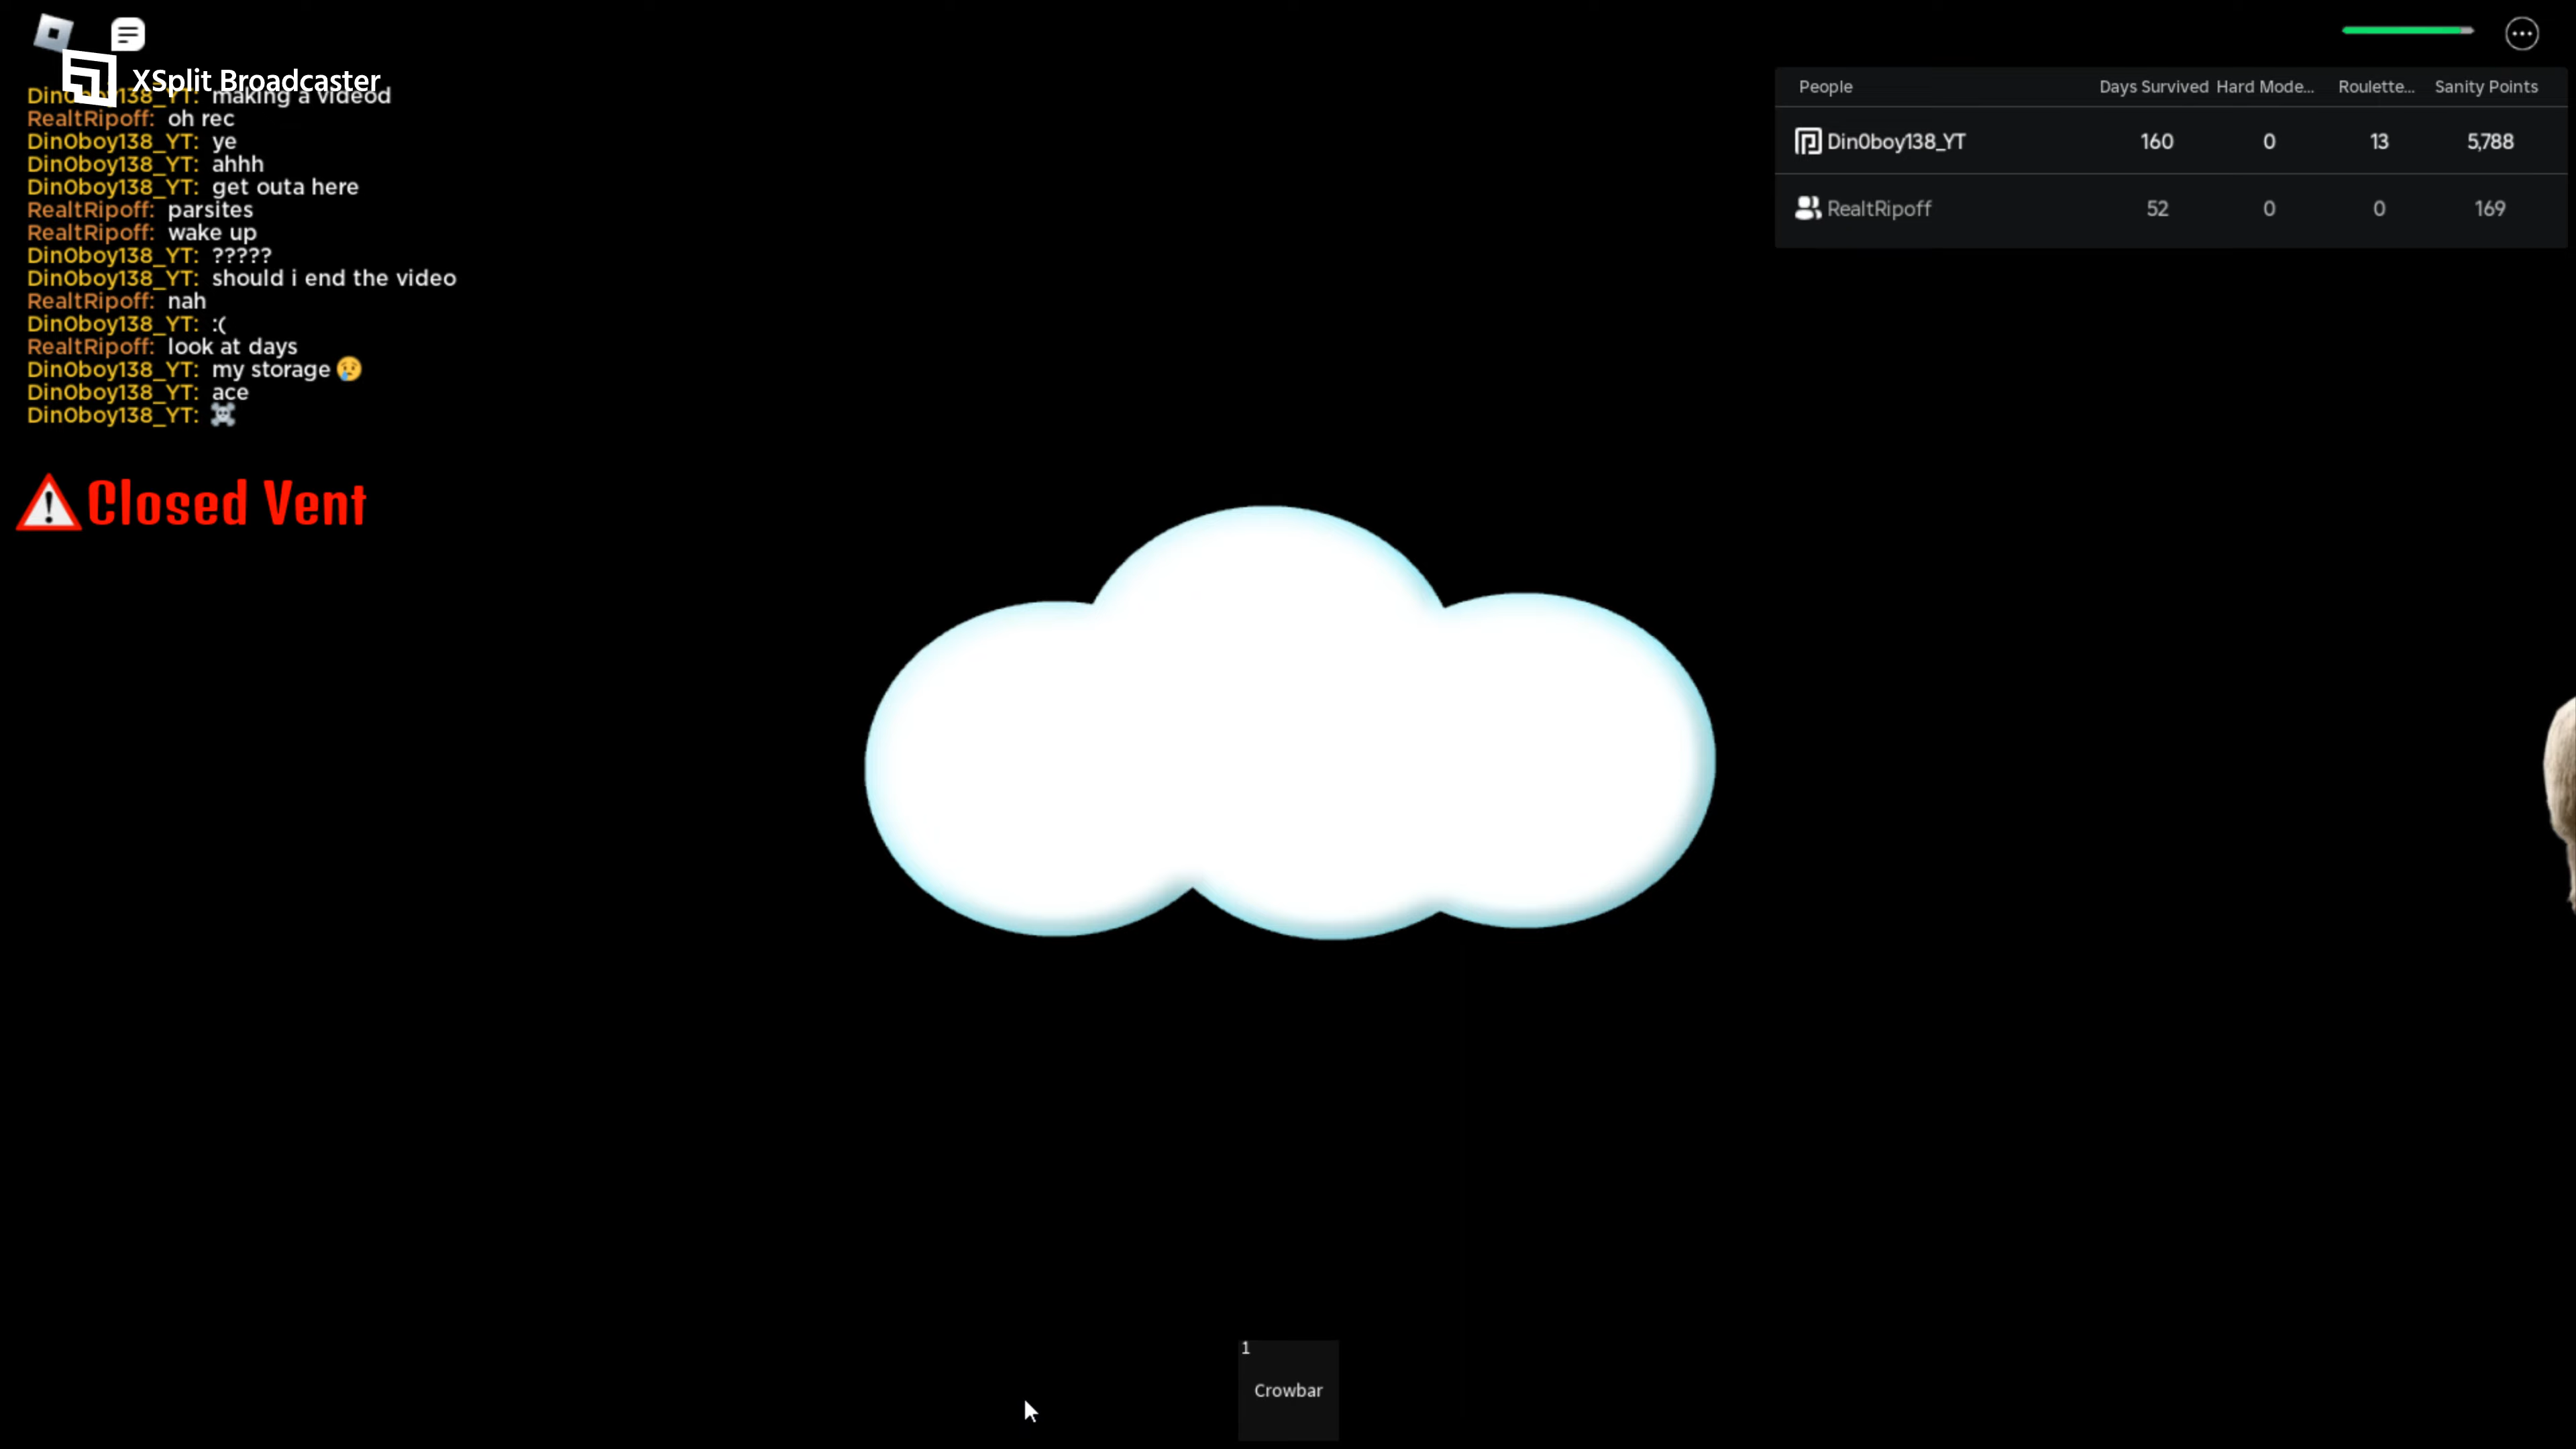 XSplit Broadcaster
Din0boy138_YT: making a videod
RealtRipoff: oh rec
Din0boy138_YT: ye
Din0boy138_YT: ahhh
Din0boy138_YT: get outa here
RealtRipoff: parsites
RealtRipoff: wake up
Din0boy138_YT: ?????
Din0boy138_YT: should i end the video
RealtRipoff: nah
Din0boy138_YT: :(
RealtRipoff: look at days
Din0boy138_YT: my storage 😢
Din0boy138_YT: ace
Din0boy138_YT: ☠️
Closed Vent
People Days Survived Hard Mode... Roulette... Sanity Points
Din0boy138_YT 160 0 13 5,788
RealtRipoff 52 0 0 169
1
Crowbar